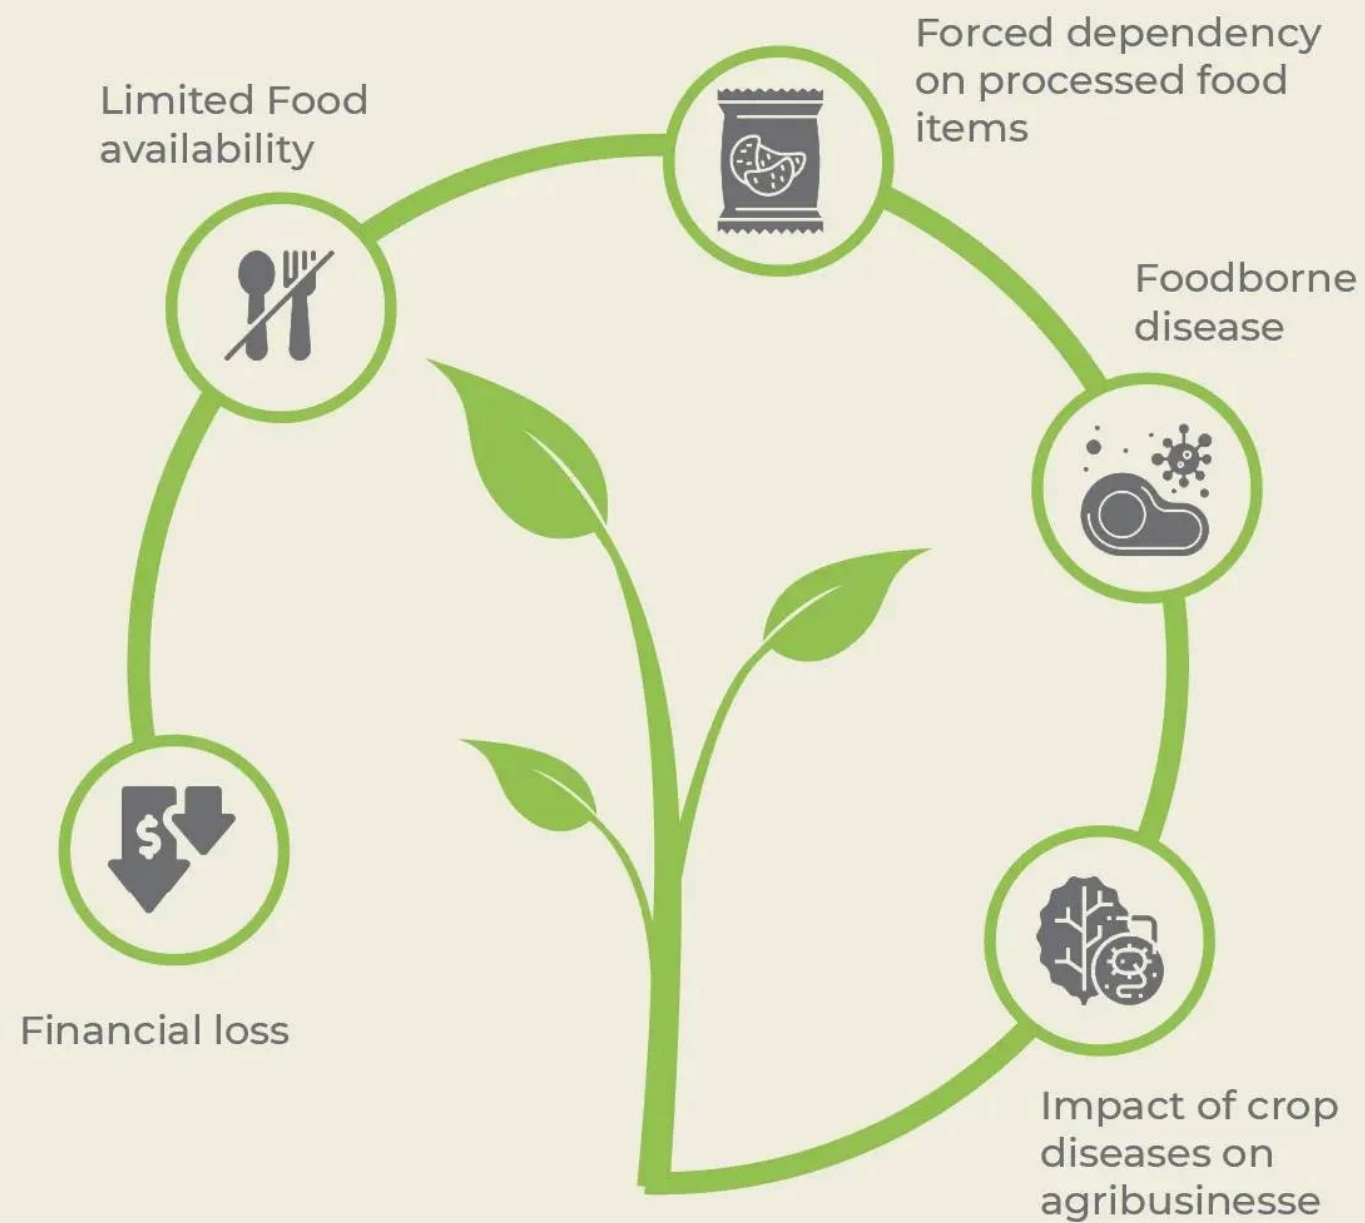 Forced dependency
on processed food
items
Limited Food
availability
Foodborne
disease
$
Financial loss
Impact of crop
diseases on
agribusinesse